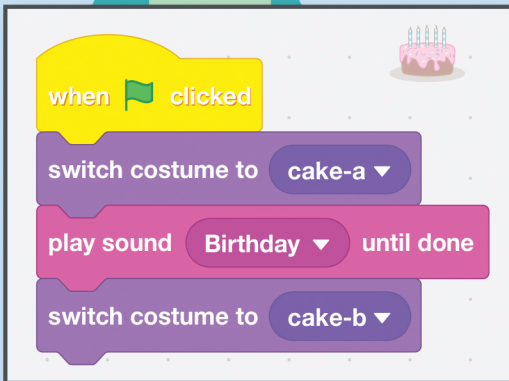 when clicked
switch costume to cake-a
play sound Birthday until done
switch costume to cake-b